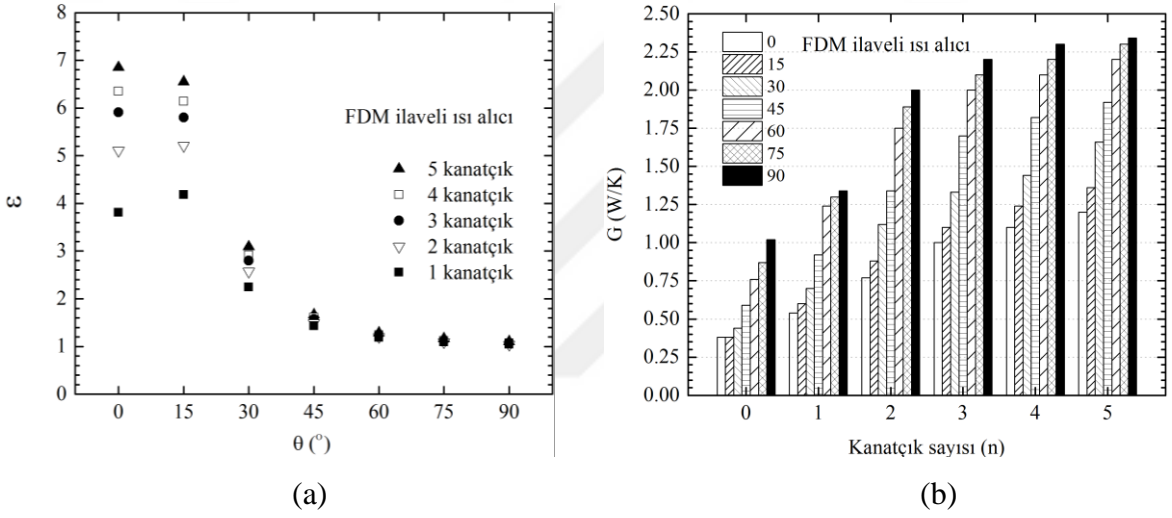 8
7
6
5
4
3
2
1
0
ε
FDM ilaveli ısı alıcı
5 kanatçık
4 kanatçık
3 kanatçık
2 kanatçık
1 kanatçık
0 15 30 45 60 75 90
θ (°)
(a)
2.50
2.25
2.00
1.75
1.50
1.25
1.00
0.75
0.50
0.25
0.00
G (W/K)
FDM ilaveli ısı alıcı
0
15
30
45
60
75
90
0 1 2 3 4 5
Kanatçık sayısı (n)
(b)